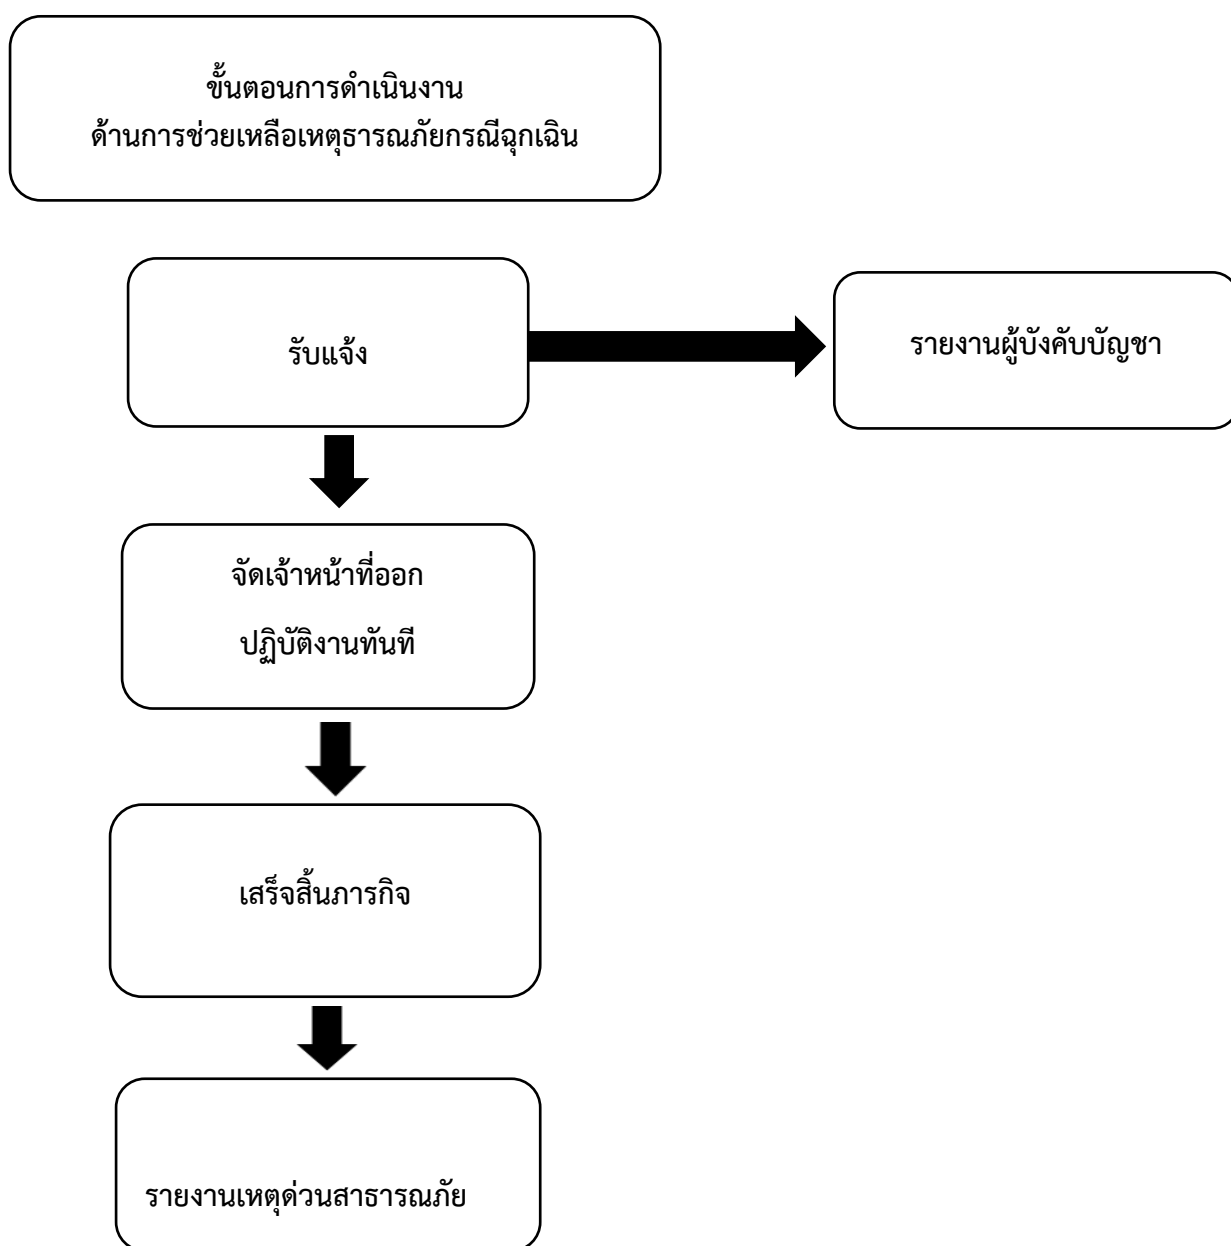 ขั้นตอนการดำเนินงาน
ด้านการช่วยเหลือเหตุธารณภัยกรณีฉุกเฉิน
รับแจ้ง
รายงานผู้บังคับบัญชา
จัดเจ้าหน้าที่ออก
ปฏิบัติงานทันที
เสร็จสิ้นภารกิจ
รายงานเหตุด่วนสาธารณภัย